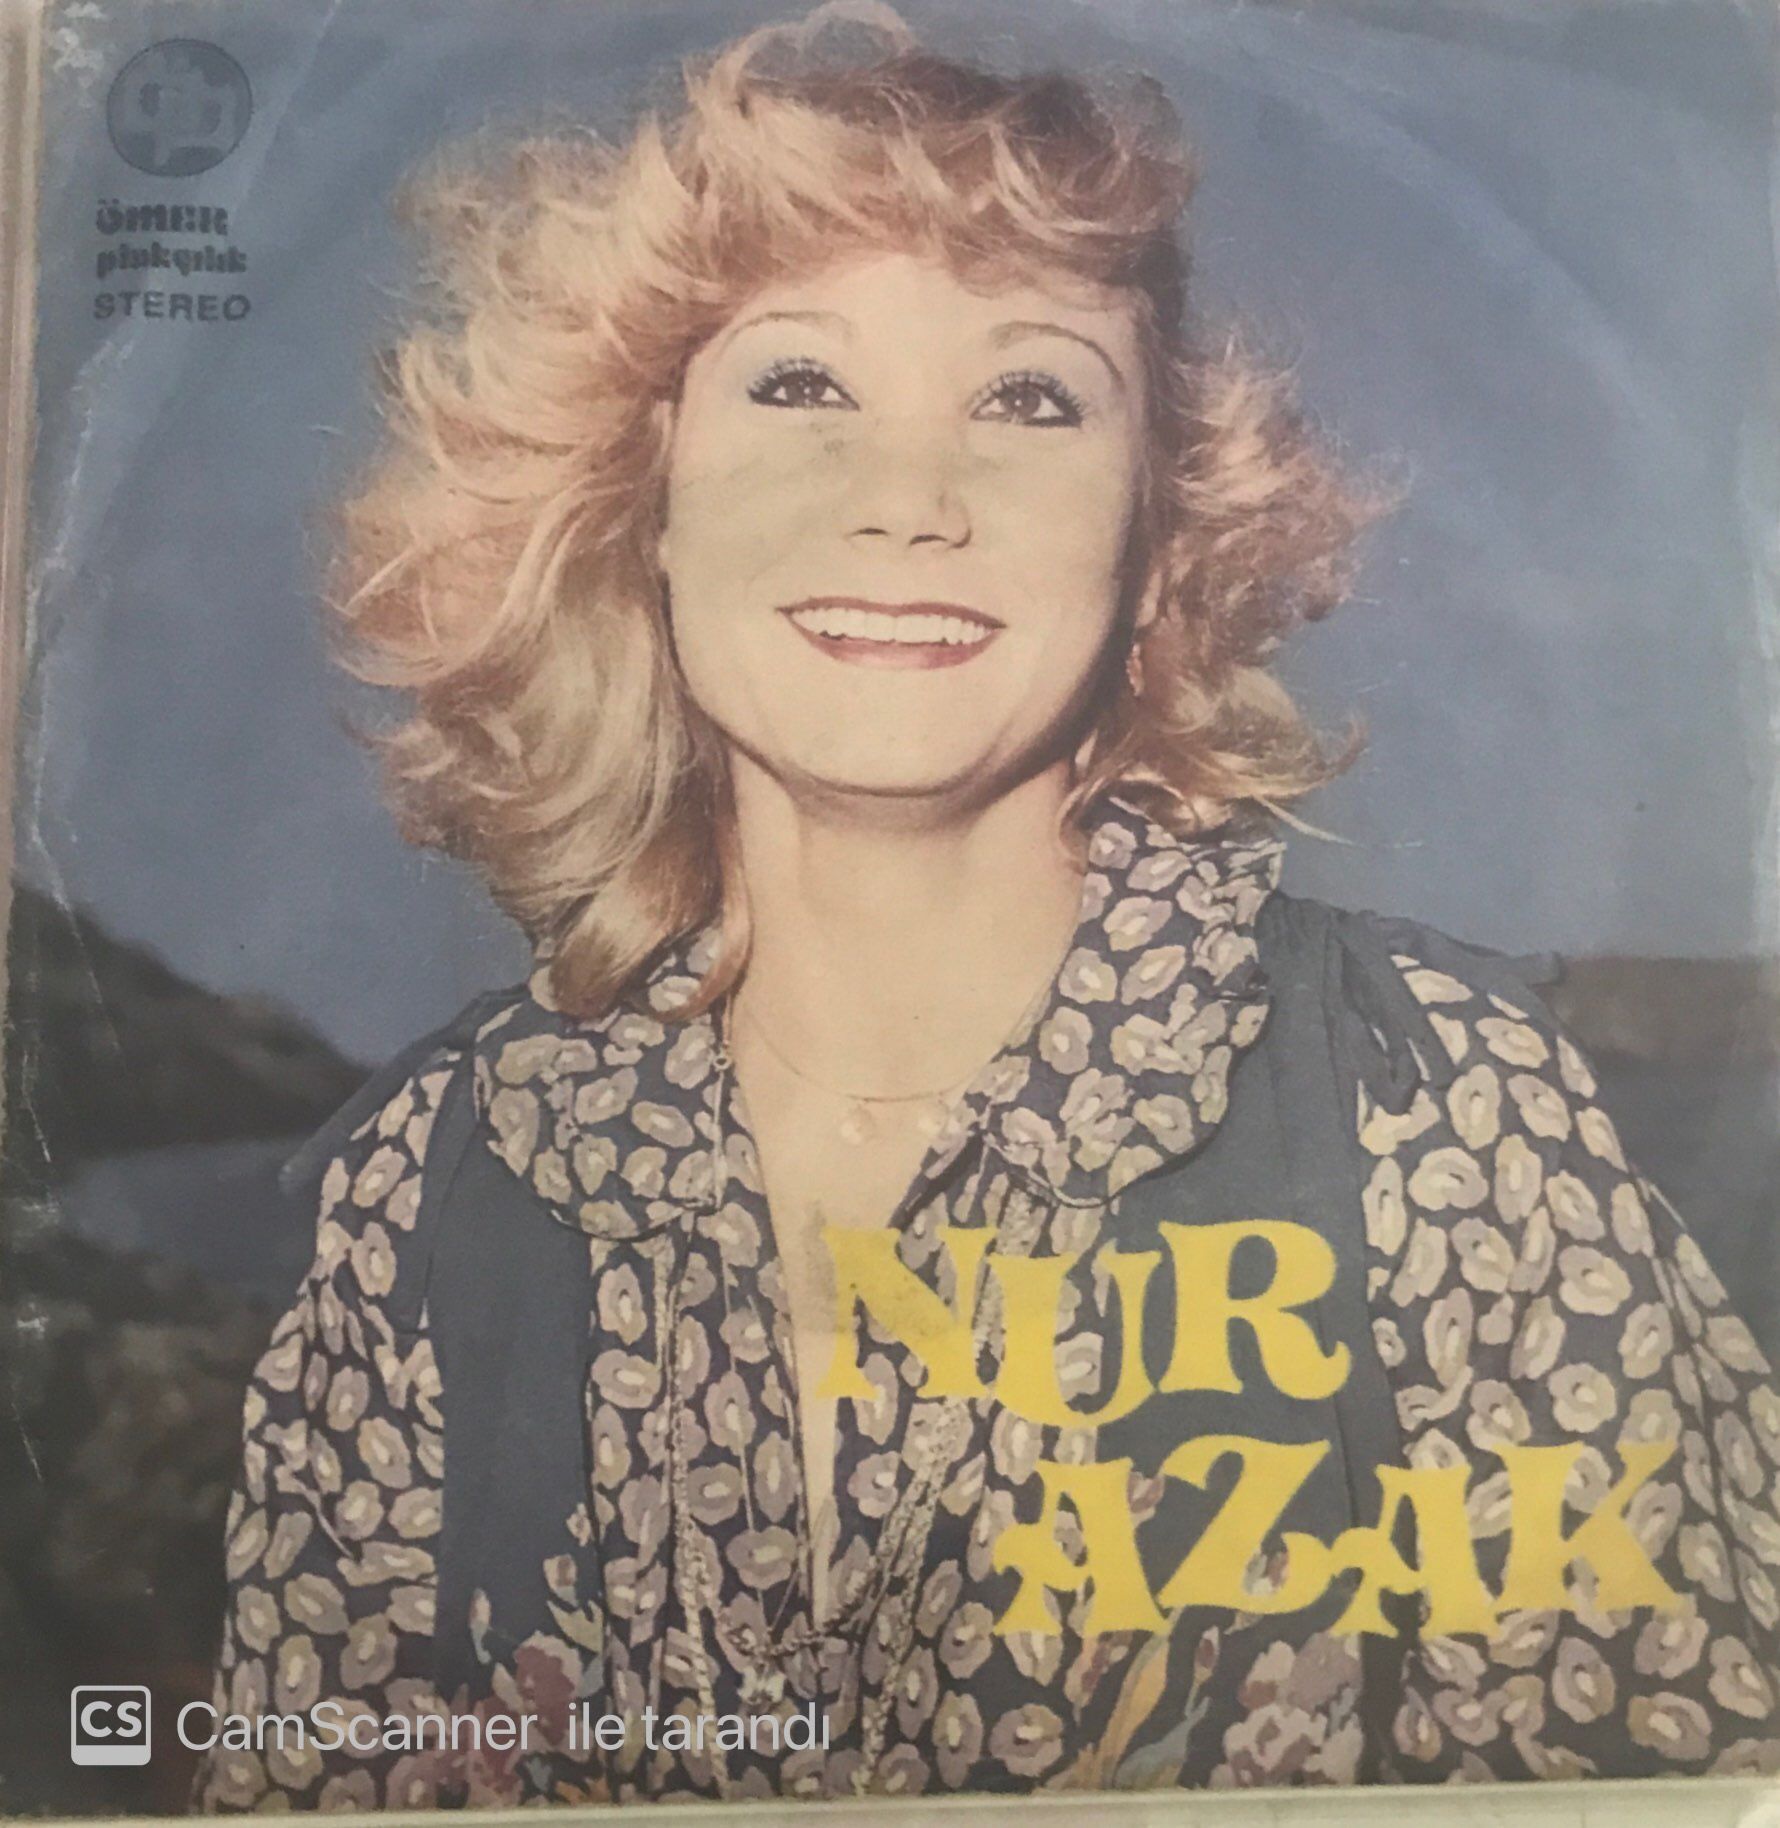 ÖMER
plakçılık
STEREO
NUR
AZAK
CS CamScanner ile tarandı